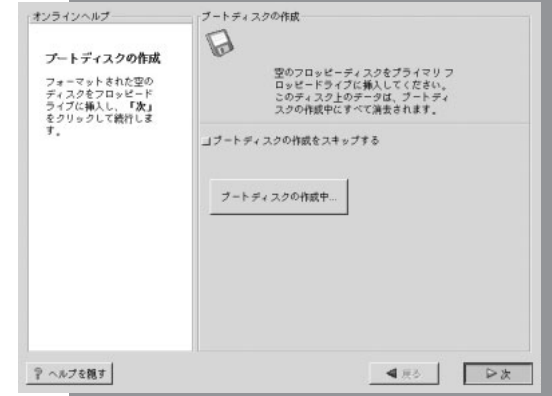 オンラインヘルプ
ブートディスクの作成
フォーマットされた空の
ディスクをフロッピード
ライブに挿入し、「次」
をクリックして続行しま
す。
ブートディスクの作成
空のフロッピーディスクをプライマリ フ
ロッピードライブに挿入してください。
このディスク上のデータは、ブートディ
スクの作成中にすべて消去されます。
ブートディスクの作成をスキップする
ブートディスクの作成中...
? ヘルプを隠す
戻る
次